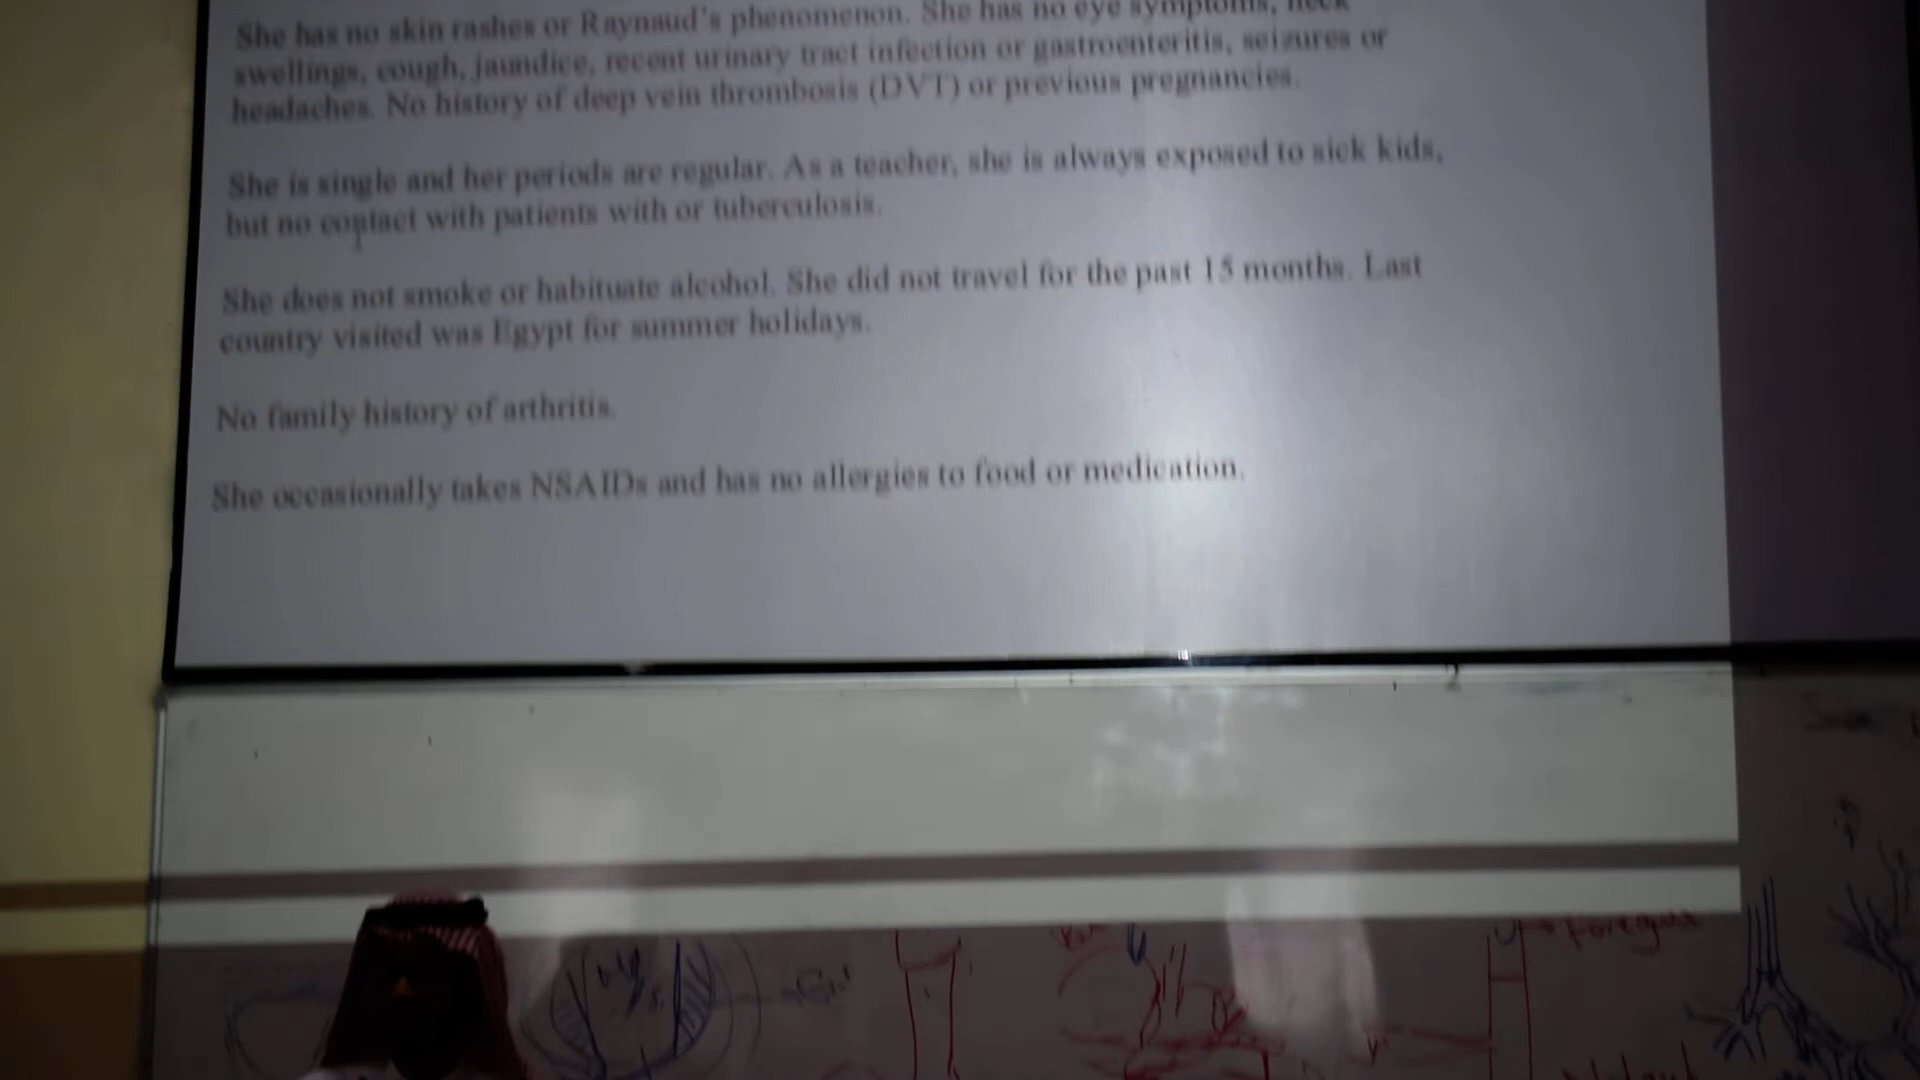 She has no skin rashes or Raynaud's phenomenon. She has no eye symptoms, neck
swellings, cough, jaundice, recent urinary tract infection or gastroenteritis, seizures or
headaches. No history of deep vein thrombosis (DVT) or previous pregnancies.
She is single and her periods are regular. As a teacher, she is always exposed to sick kids,
but no contact with patients with or tuberculosis.
She does not smoke or habituate alcohol. She did not travel for the past 15 months. Last
country visited was Egypt for summer holidays.
No family history of arthritis.
She occasionally takes NSAIDs and has no allergies to food or medication.
Foregut